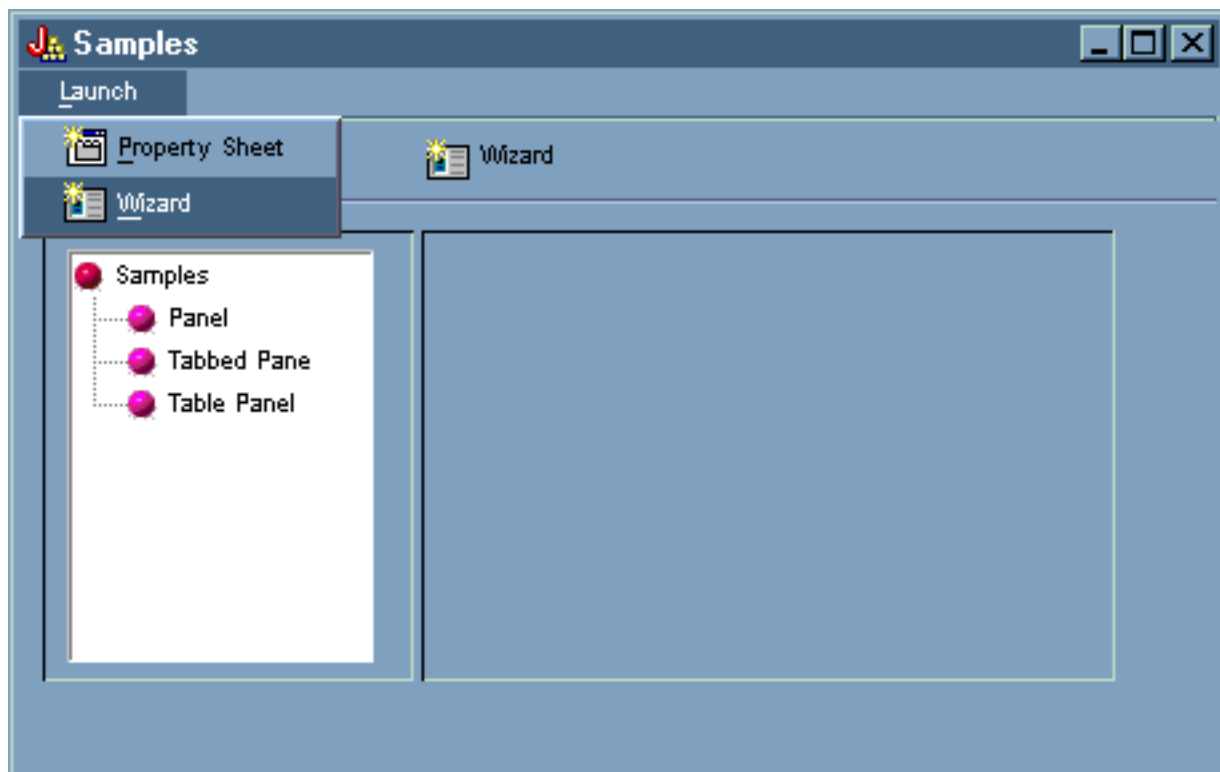 Samples
Launch
Property Sheet
Wizard
Wizard
Samples
Panel
Tabbed Pane
Table Panel